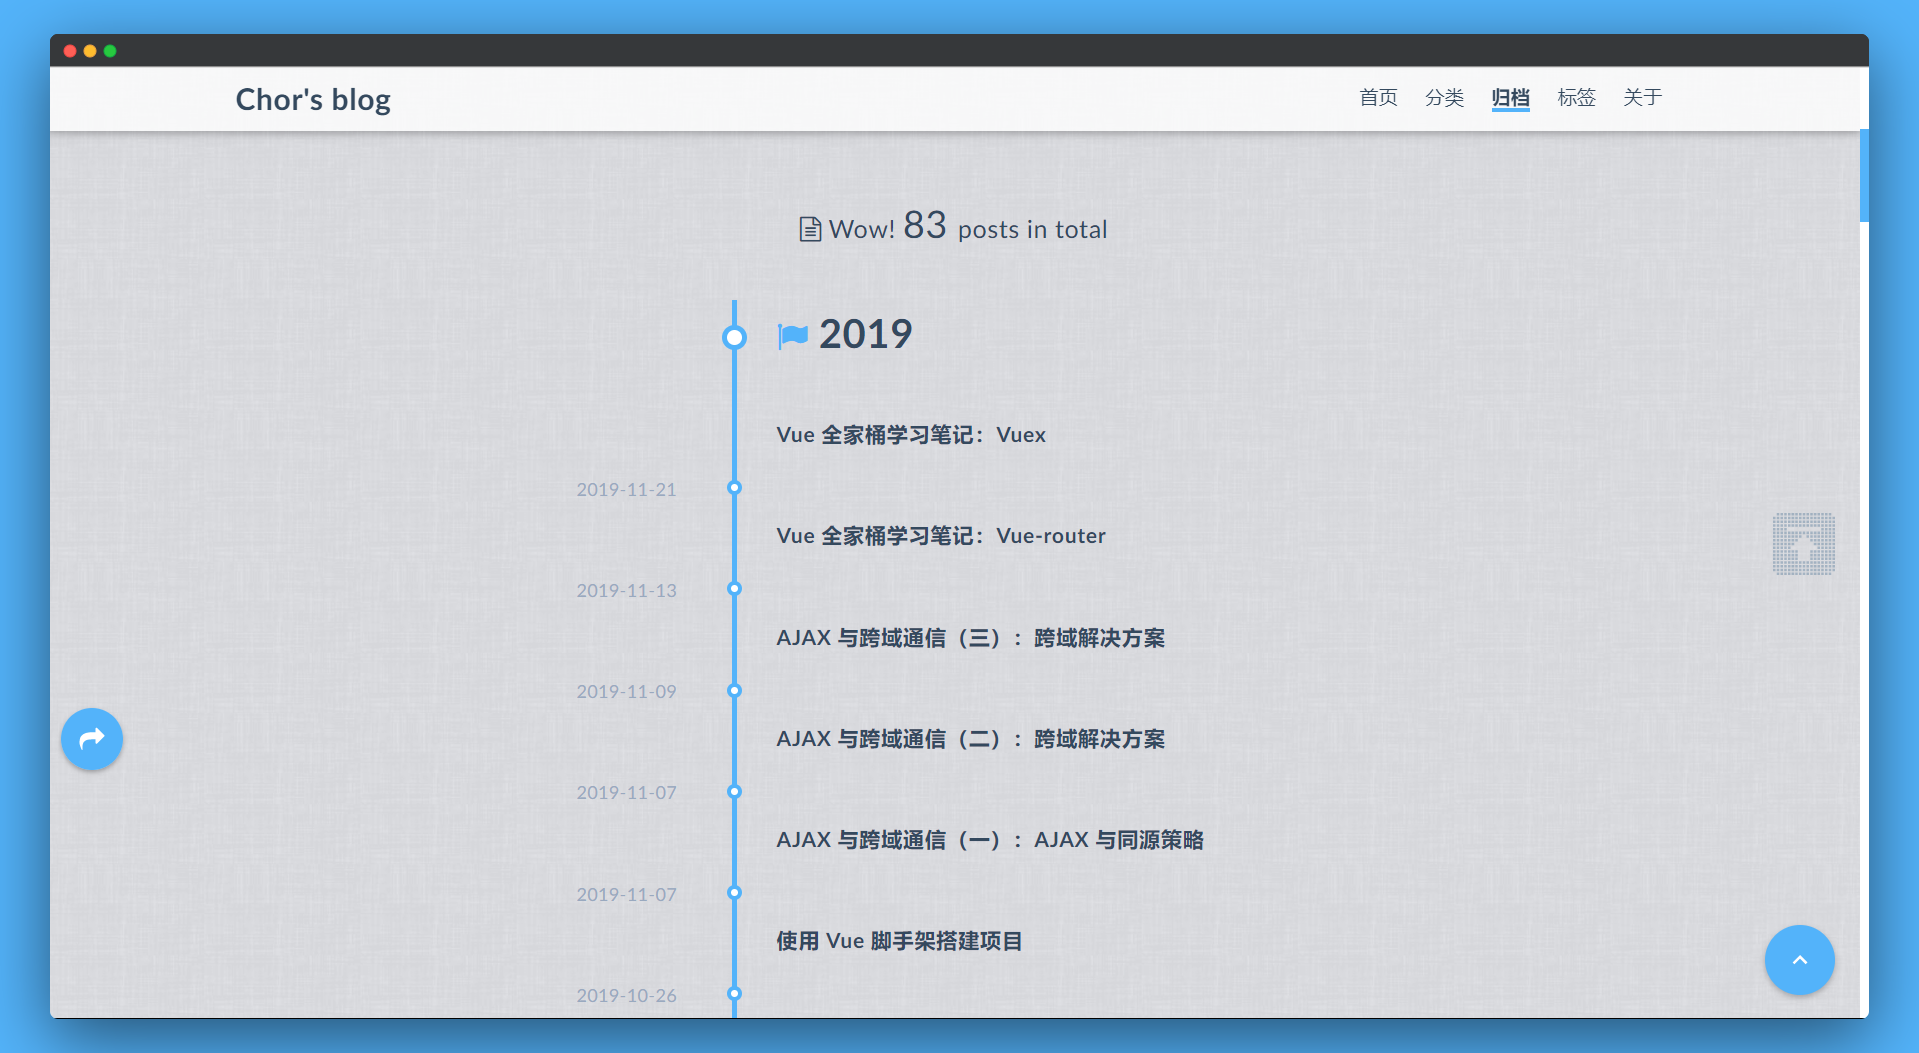 Chor's blog
首页 分类 归档 标签 关于
Wow! 83 posts in total
2019
Vue 全家桶学习笔记：Vuex
2019-11-21
Vue 全家桶学习笔记：Vue-router
2019-11-13
AJAX 与跨域通信（三）：跨域解决方案
2019-11-09
AJAX 与跨域通信（二）：跨域解决方案
2019-11-07
AJAX 与跨域通信（一）：AJAX 与同源策略
2019-11-07
使用 Vue 脚手架搭建项目
2019-10-26